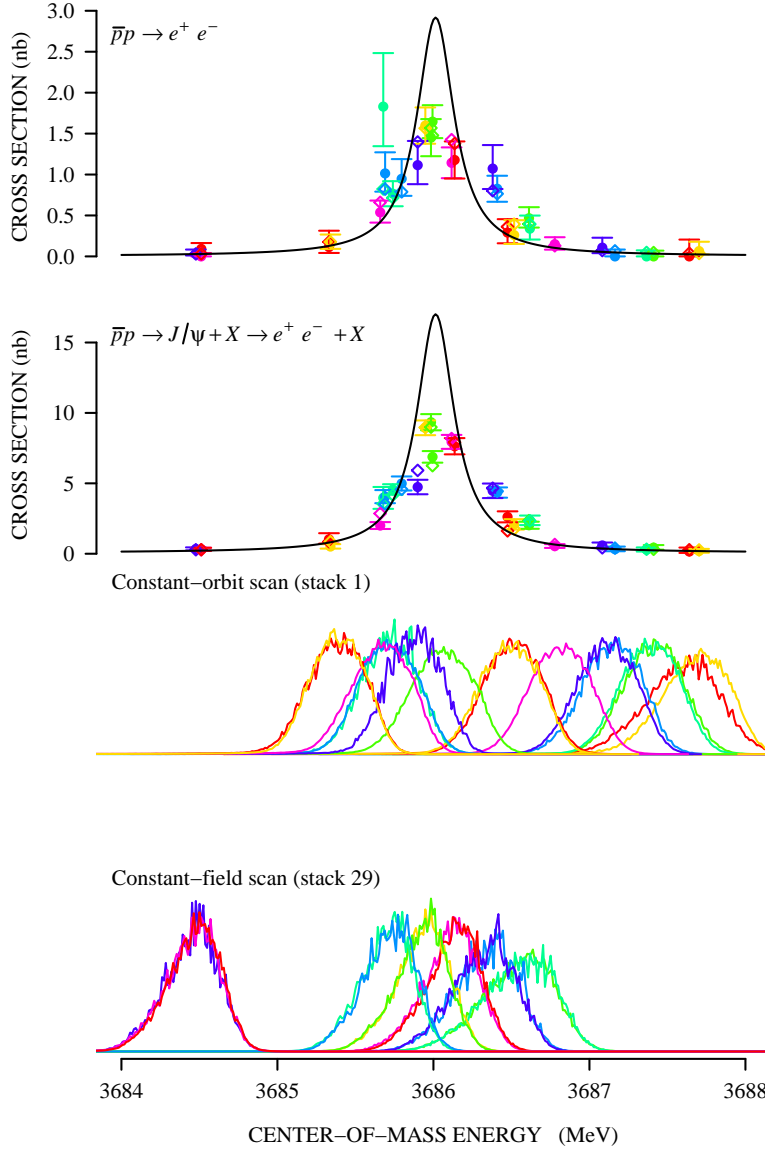 3.0
2.5
2.0
1.5
1.0
0.5
0.0
CROSS SECTION (nb)
p̅p → e⁺ e⁻
15
10
5
0
CROSS SECTION (nb)
p̅p → J/ψ + X → e⁺ e⁻ + X
Constant−orbit scan (stack 1)
Constant−field scan (stack 29)
3684 3685 3686 3687 3688
CENTER−OF−MASS ENERGY (MeV)